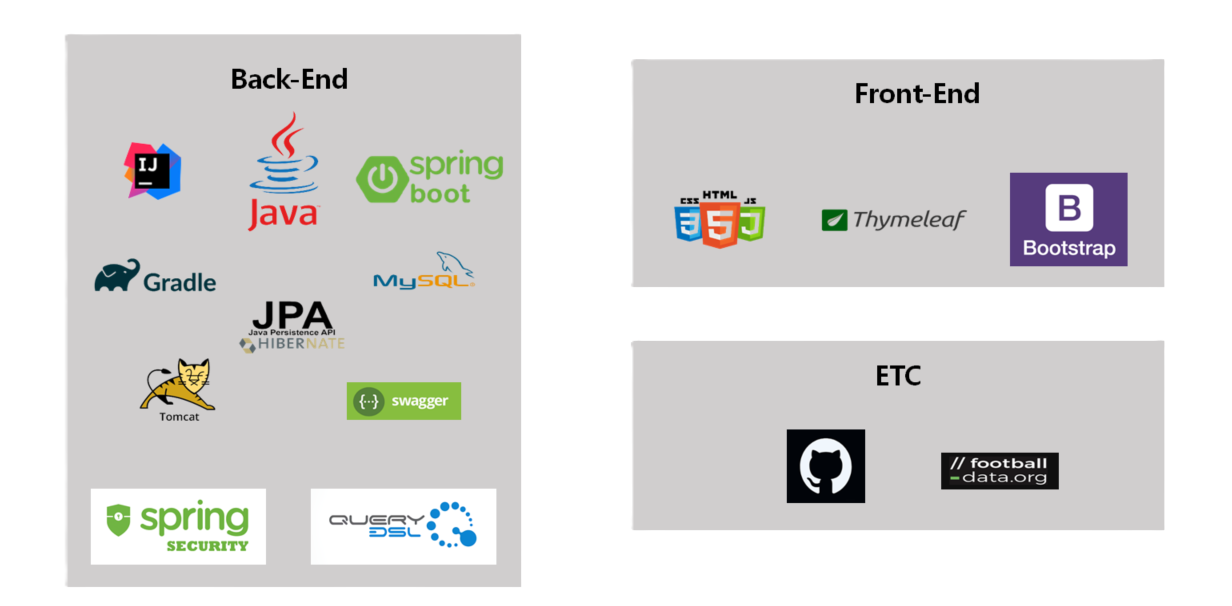 Back-End
IJ
Java
spring
boot
Gradle
MySQL
JPA
Java Persistence API
HIBERNATE
Tomcat
{··} swagger
spring
SECURITY
QUERY
DSL
Front-End
CSS HTML JS
3 5 J
Thymeleaf
B
Bootstrap
ETC
// football
-data.org